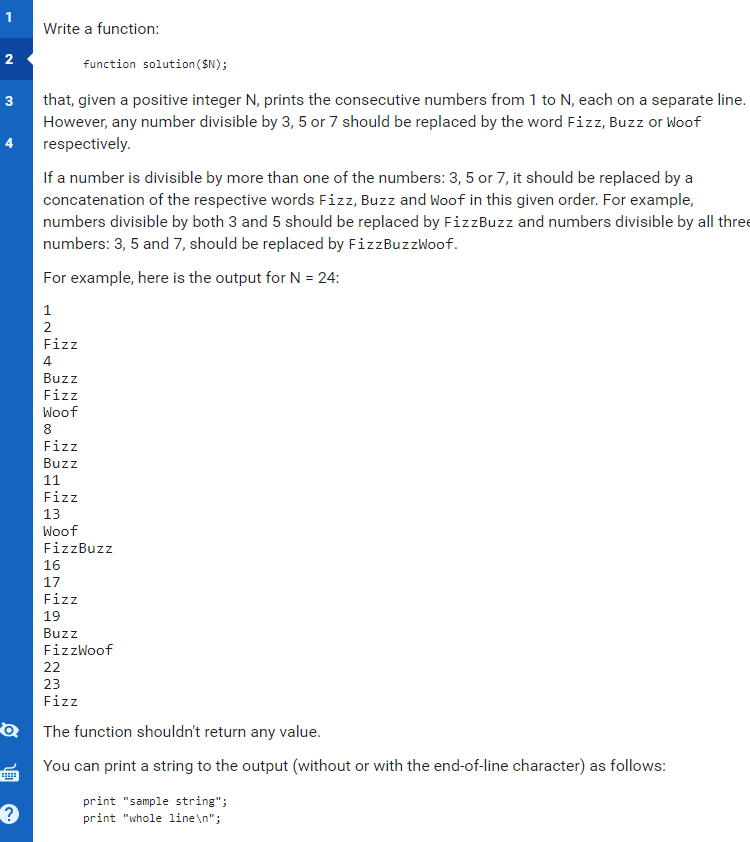 1
2
3
4
Write a function:
function solution($N);
that, given a positive integer N, prints the consecutive numbers from 1 to N, each on a separate line.
However, any number divisible by 3, 5 or 7 should be replaced by the word Fizz, Buzz or Woof
respectively.
If a number is divisible by more than one of the numbers: 3, 5 or 7, it should be replaced by a
concatenation of the respective words Fizz, Buzz and Woof in this given order. For example,
numbers divisible by both 3 and 5 should be replaced by FizzBuzz and numbers divisible by all three
numbers: 3, 5 and 7, should be replaced by FizzBuzzWoof.
For example, here is the output for N = 24:
1
2
Fizz
4
Buzz
Fizz
Woof
8
Fizz
Buzz
11
Fizz
13
Woof
FizzBuzz
16
17
Fizz
19
Buzz
FizzWoof
22
23
Fizz
The function shouldn't return any value.
You can print a string to the output (without or with the end-of-line character) as follows:
print "sample string";
print "whole line\n";
?